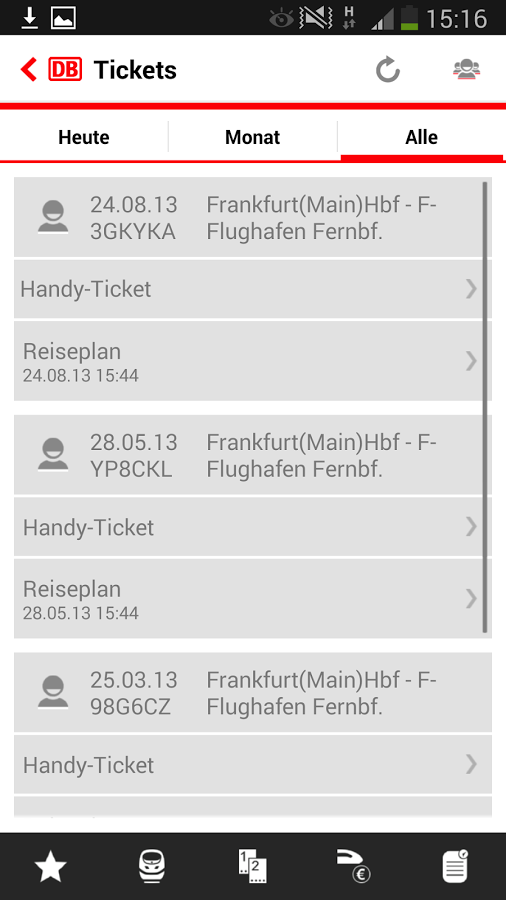 H
15:16
DB Tickets
Heute Monat Alle
24.08.13 Frankfurt(Main)Hbf - F-
3GKYKA Flughafen Fernbf.
Handy-Ticket
Reiseplan
24.08.13 15:44
28.05.13 Frankfurt(Main)Hbf - F-
YP8CKL Flughafen Fernbf.
Handy-Ticket
Reiseplan
28.05.13 15:44
25.03.13 Frankfurt(Main)Hbf - F-
98G6CZ Flughafen Fernbf.
Handy-Ticket
1 2 €